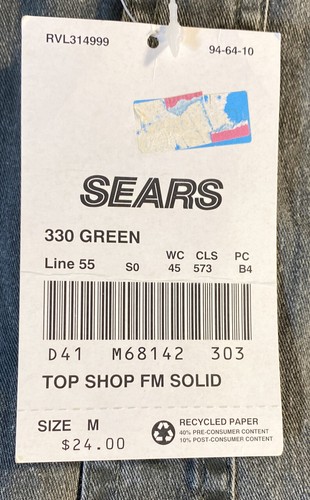 RVL314999 94-64-10
SEARS
330 GREEN
Line 55 S0 WC 45 CLS 573 PC B4
D41 M68142 303
TOP SHOP FM SOLID
SIZE M
$24.00
RECYCLED PAPER
40% PRE-CONSUMER CONTENT
10% POST-CONSUMER CONTENT